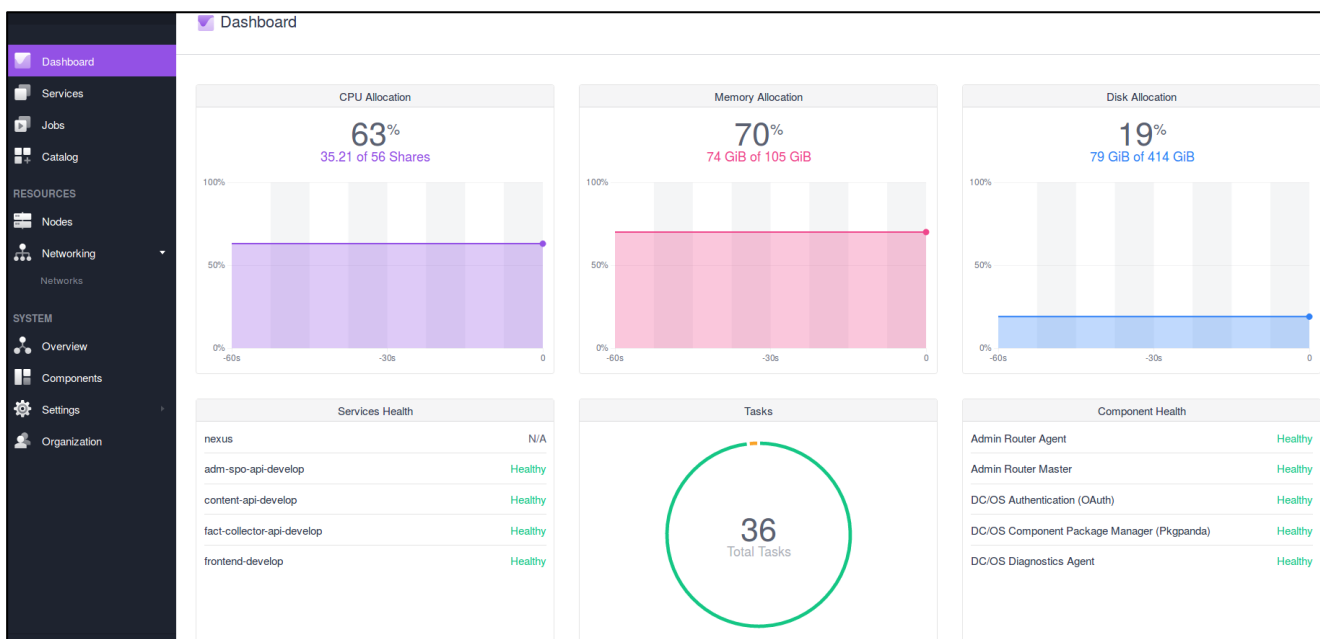 Dashboard
Dashboard
Services
Jobs
Catalog
RESOURCES
Nodes
Networking
Networks
SYSTEM
Overview
Components
Settings
Organization
CPU Allocation
63%
35.21 of 56 Shares
100%
50%
0%
-60s
-30s
0
Memory Allocation
70%
74 GiB of 105 GiB
100%
50%
0%
-60s
-30s
0
Disk Allocation
19%
79 GiB of 414 GiB
100%
50%
0%
-60s
-30s
0
Services Health
nexus N/A
adm-spo-api-develop Healthy
content-api-develop Healthy
fact-collector-api-develop Healthy
frontend-develop Healthy
Tasks
36
Total Tasks
Component Health
Admin Router Agent Healthy
Admin Router Master Healthy
DC/OS Authentication (OAuth) Healthy
DC/OS Component Package Manager (Pkgpanda) Healthy
DC/OS Diagnostics Agent Healthy